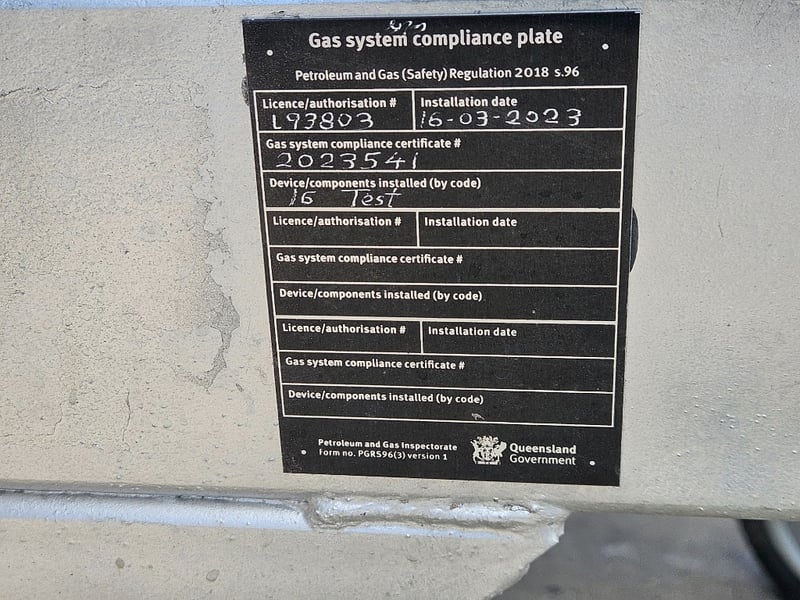 Gas system compliance plate
Petroleum and Gas (Safety) Regulation 2018 s.96
Licence/authorisation # Installation date
L93803 16-03-2023
Gas system compliance certificate #
2023541
Device/components installed (by code)
16 Test
Licence/authorisation # Installation date
Gas system compliance certificate #
Device/components installed (by code)
Licence/authorisation # Installation date
Gas system compliance certificate #
Device/components installed (by code)
Petroleum and Gas Inspectorate
Form no. PGRS96(3) version 1
Queensland
Government